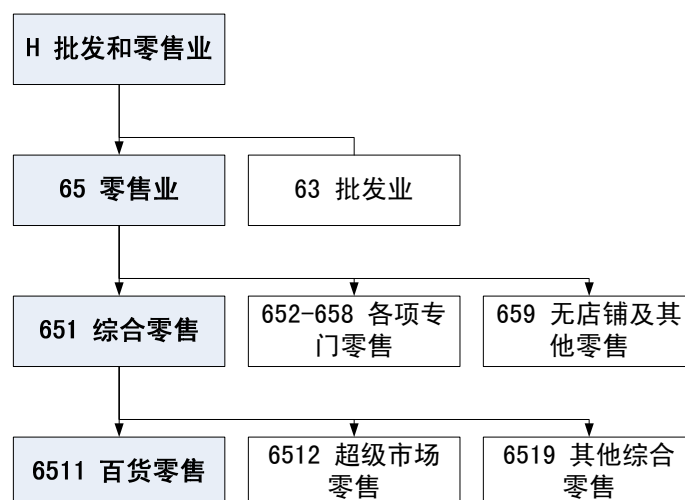 H 批发和零售业
65 零售业
63 批发业
651 综合零售
652-658 各项专
门零售
659 无店铺及其
他零售
6511 百货零售
6512 超级市场
零售
6519 其他综合
零售